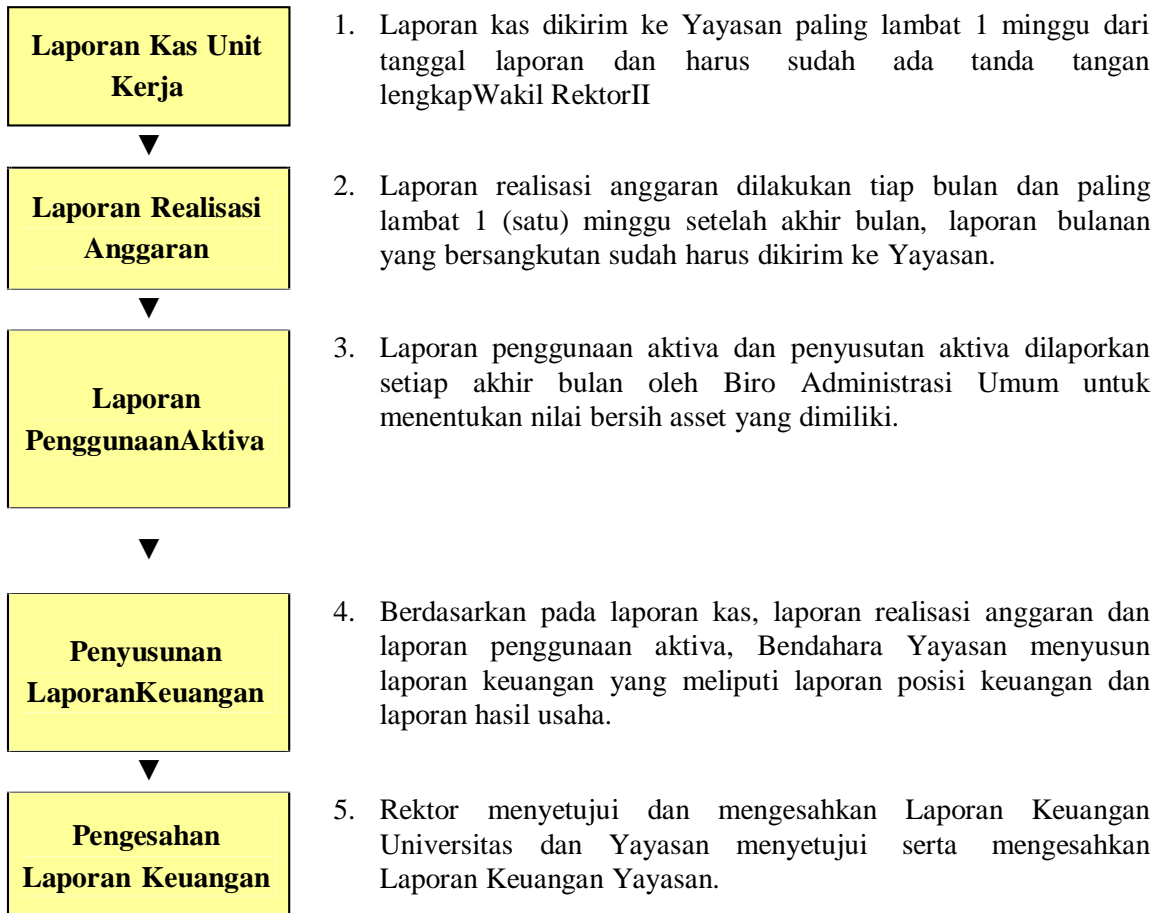 Laporan Kas Unit
Kerja
1. Laporan kas dikirim ke Yayasan paling lambat 1 minggu dari
tanggal laporan dan harus sudah ada tanda tangan
lengkapWakil RektorII
▼
Laporan Realisasi
Anggaran
2. Laporan realisasi anggaran dilakukan tiap bulan dan paling
lambat 1 (satu) minggu setelah akhir bulan, laporan bulanan
yang bersangkutan sudah harus dikirim ke Yayasan.
▼
Laporan
PenggunaanAktiva
3. Laporan penggunaan aktiva dan penyusutan aktiva dilaporkan
setiap akhir bulan oleh Biro Administrasi Umum untuk
menentukan nilai bersih asset yang dimiliki.
▼
Penyusunan
LaporanKeuangan
4. Berdasarkan pada laporan kas, laporan realisasi anggaran dan
laporan penggunaan aktiva, Bendahara Yayasan menyusun
laporan keuangan yang meliputi laporan posisi keuangan dan
laporan hasil usaha.
▼
Pengesahan
Laporan Keuangan
5. Rektor menyetujui dan mengesahkan Laporan Keuangan
Universitas dan Yayasan menyetujui serta mengesahkan
Laporan Keuangan Yayasan.